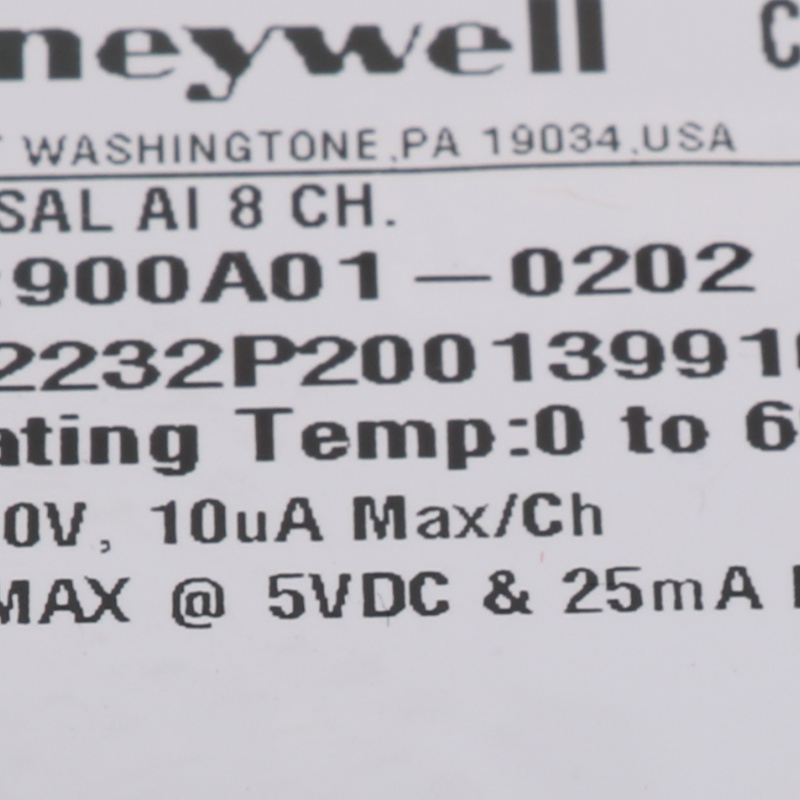 neywell C
WASHINGTONE,PA 19034,USA
SAL AI 8 CH.
900A01-0202
2232P200139910
ating Temp:0 to 6
0V, 10uA Max/Ch
MAX @ 5VDC & 25mA